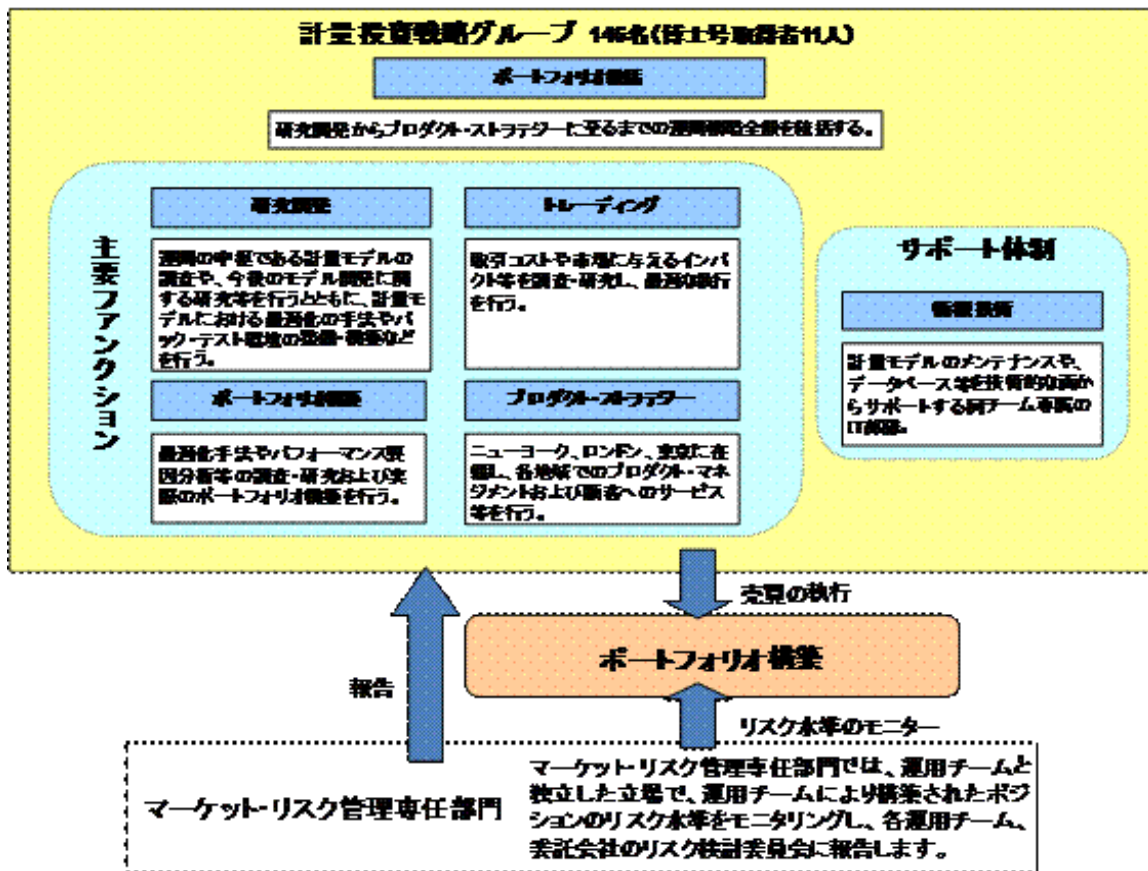 計量投資戦略グループ 146名(博士号取得者11人)
ポートフォリオ構築
研究開発からプロダクト・ストラテジーに至るまでの運用機能全般を統括する。
主要ファンクション
研究開発
運用の中枢である計量モデルの
調査や、今後のモデル開発に関
する研究等を行うとともに、計量モ
デルにおける最適化の手法やバ
ック・テスト環境の整備・構築など
を行う。
トレーディング
取引コストや市場に与えるインパ
クト等を調査・研究し、最適な執行
を行う。
ポートフォリオ構築
最適化手法やパフォーマンス要
因分析等の調査・研究および実
際のポートフォリオ構築を行う。
プロダクト・ストラテジー
ニューヨーク、ロンドン、東京に在
籍し、各地域でのプロダクト・マネ
ジメントおよび顧客へのサービス
等を行う。
サポート体制
情報技術
計量モデルのメンテナンスや、
データベース等を技術的な面か
らサポートする同チーム専属の
IT部隊。
売買の執行
ポートフォリオ構築
報告
リスク水準のモニター
マーケット・リスク管理専任部門
マーケット・リスク管理専任部門では、運用チームと
独立した立場で、運用チームにより構築されたポジ
ションのリスク水準をモニタリングし、各運用チーム、
委託会社のリスク検討委員会に報告します。